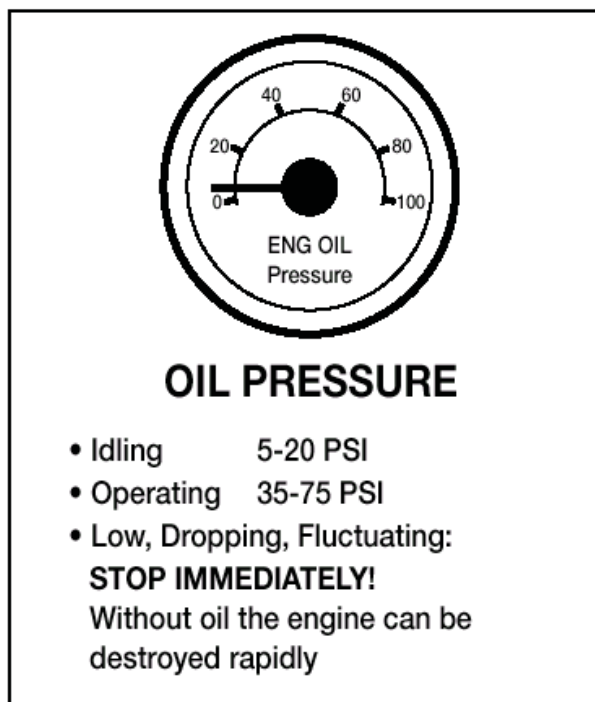 40 60
20 80
0 100
ENG OIL
Pressure
OIL PRESSURE
• Idling 5-20 PSI
• Operating 35-75 PSI
• Low, Dropping, Fluctuating:
STOP IMMEDIATELY!
Without oil the engine can be
destroyed rapidly